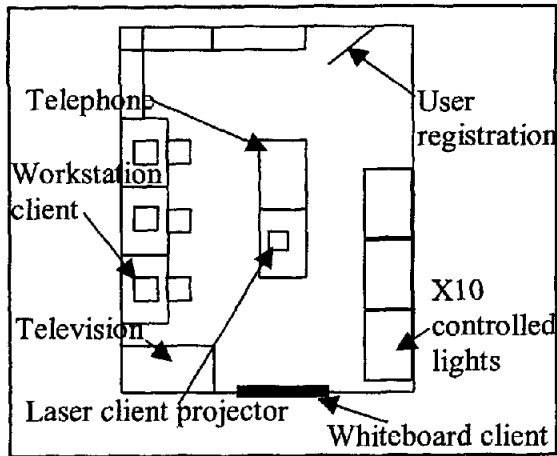 Telephone
User
registration
Workstation
client
X10
controlled
lights
Television
Laser client projector
Whiteboard client